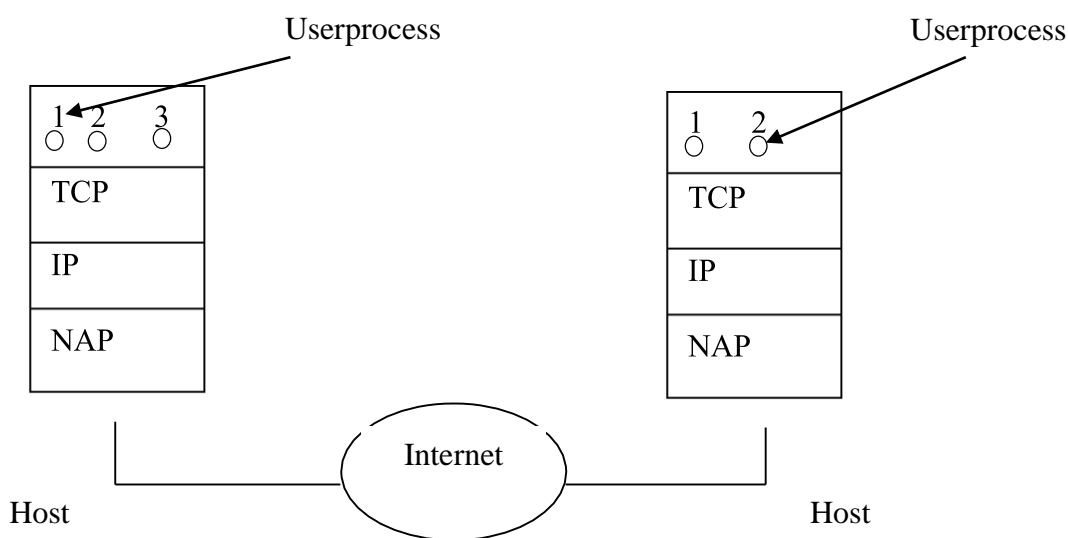 Userprocess
Userprocess
1 2 3
1 2
TCP
TCP
IP
IP
NAP
NAP
Internet
Host
Host